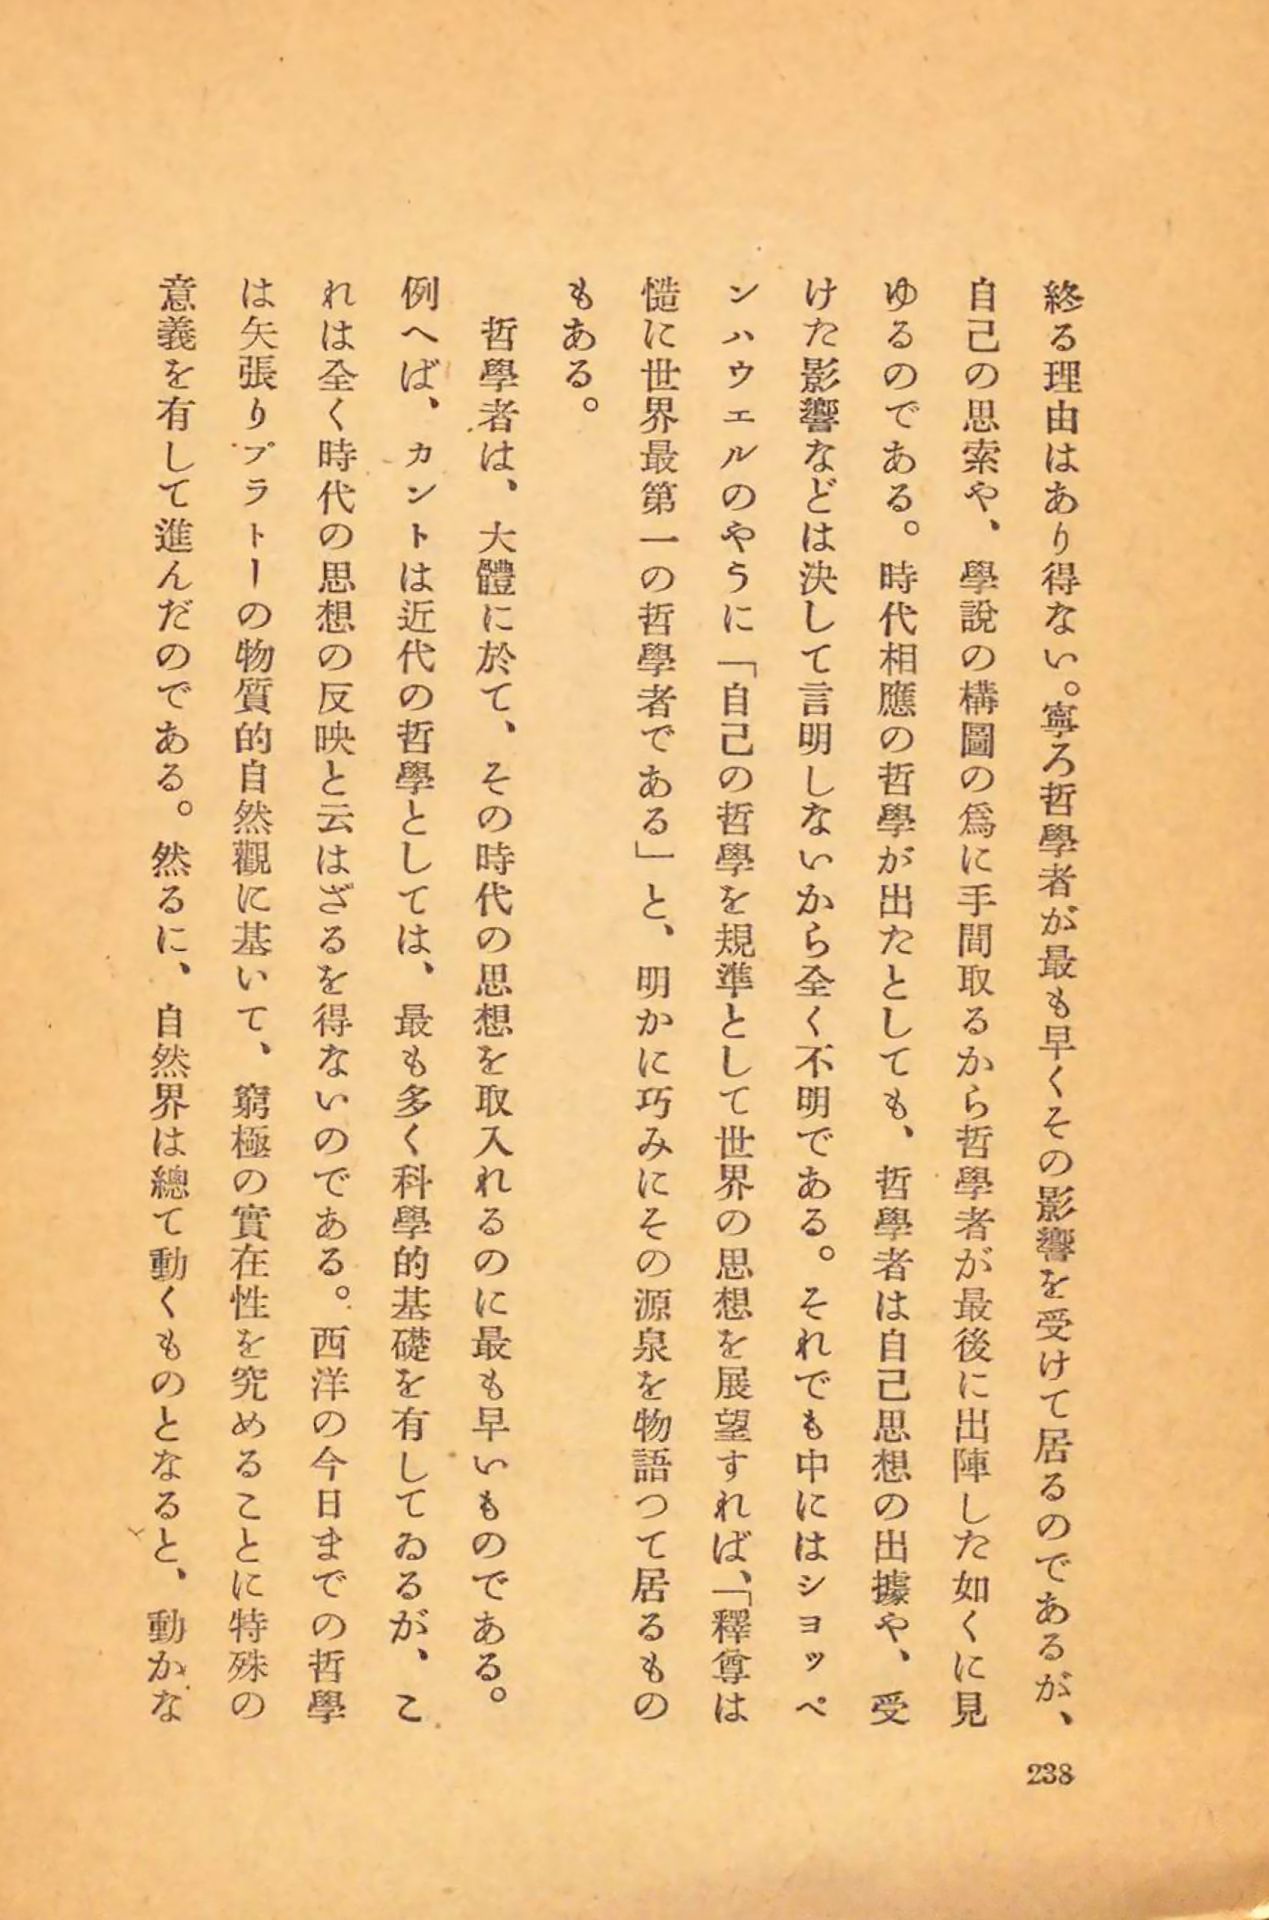 終る理由はあり得ない。寧ろ哲學者が最も早くその影響を受けて居るのであるが、
自己の思索や、學說の構圖の爲に手間取るから哲學者が最後に出陣した如くに見
ゆるのである。時代相應の哲學が出たとしても、哲學者は自己思想の出據や、受
けた影響などは決して言明しないから全く不明である。それでも中にはショッペ
ンハウエルのやうに「自己の哲學を規準として世界の思想を展望すれば、「釋尊は
慥に世界最第一の哲學者である」と、明かに巧みにその源泉を物語つて居るもの
もある。
哲學者は、大體に於て、その時代の思想を取入れるのに最も早いものである。
例へば、カントは近代の哲學としては、最も多く科學的基礎を有してゐるが、こ
れは全く時代の思想の反映と云はざるを得ないのである。西洋の今日までの哲學
は矢張りプラトーの物質的自然觀に基いて、窮極の實在性を究めることに特殊の
意義を有して進んだのである。然るに、自然界は總て動くものとなると、動かな
238